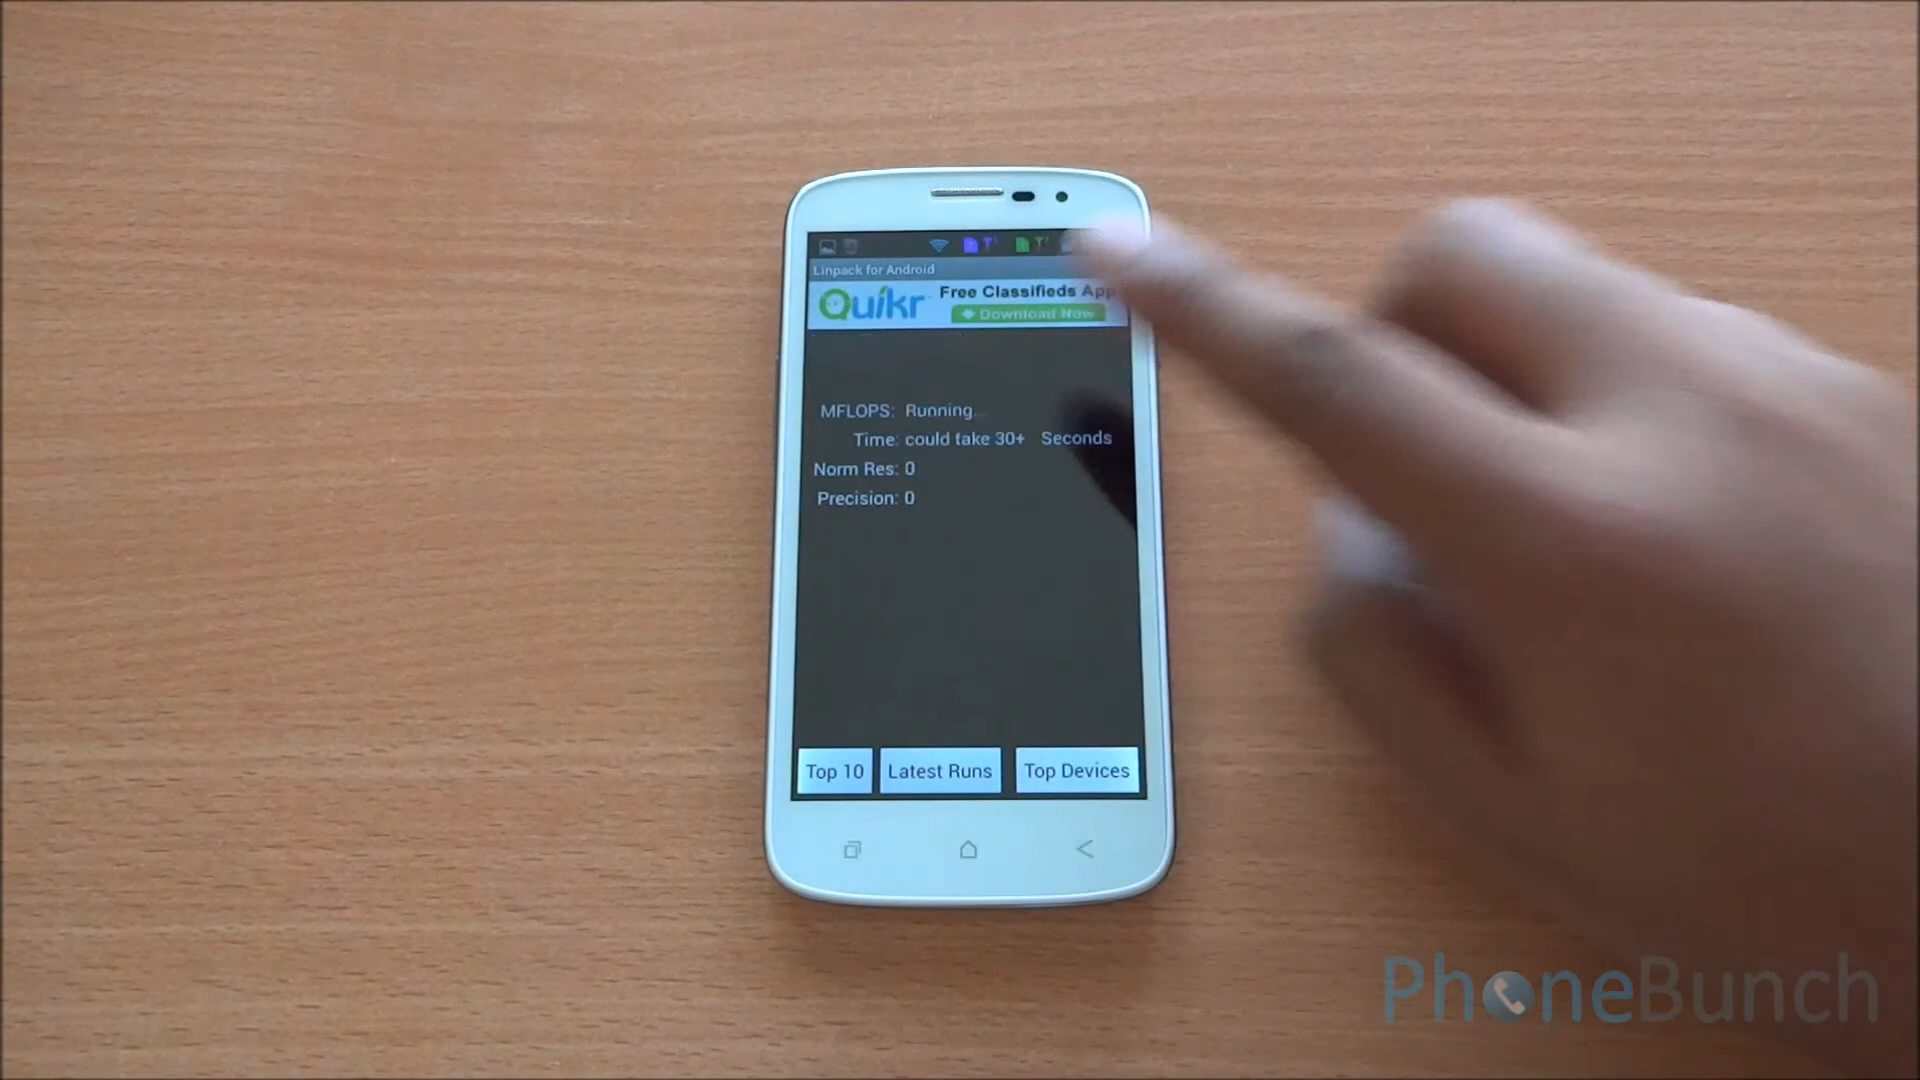 Linpack for Android
Quikr
Free Classifieds App
Download Now
MFLOPS: Running..
Time: could take 30+ Seconds
Norm Res: 0
Precision: 0
Top 10 Latest Runs Top Devices
PhoneBunch